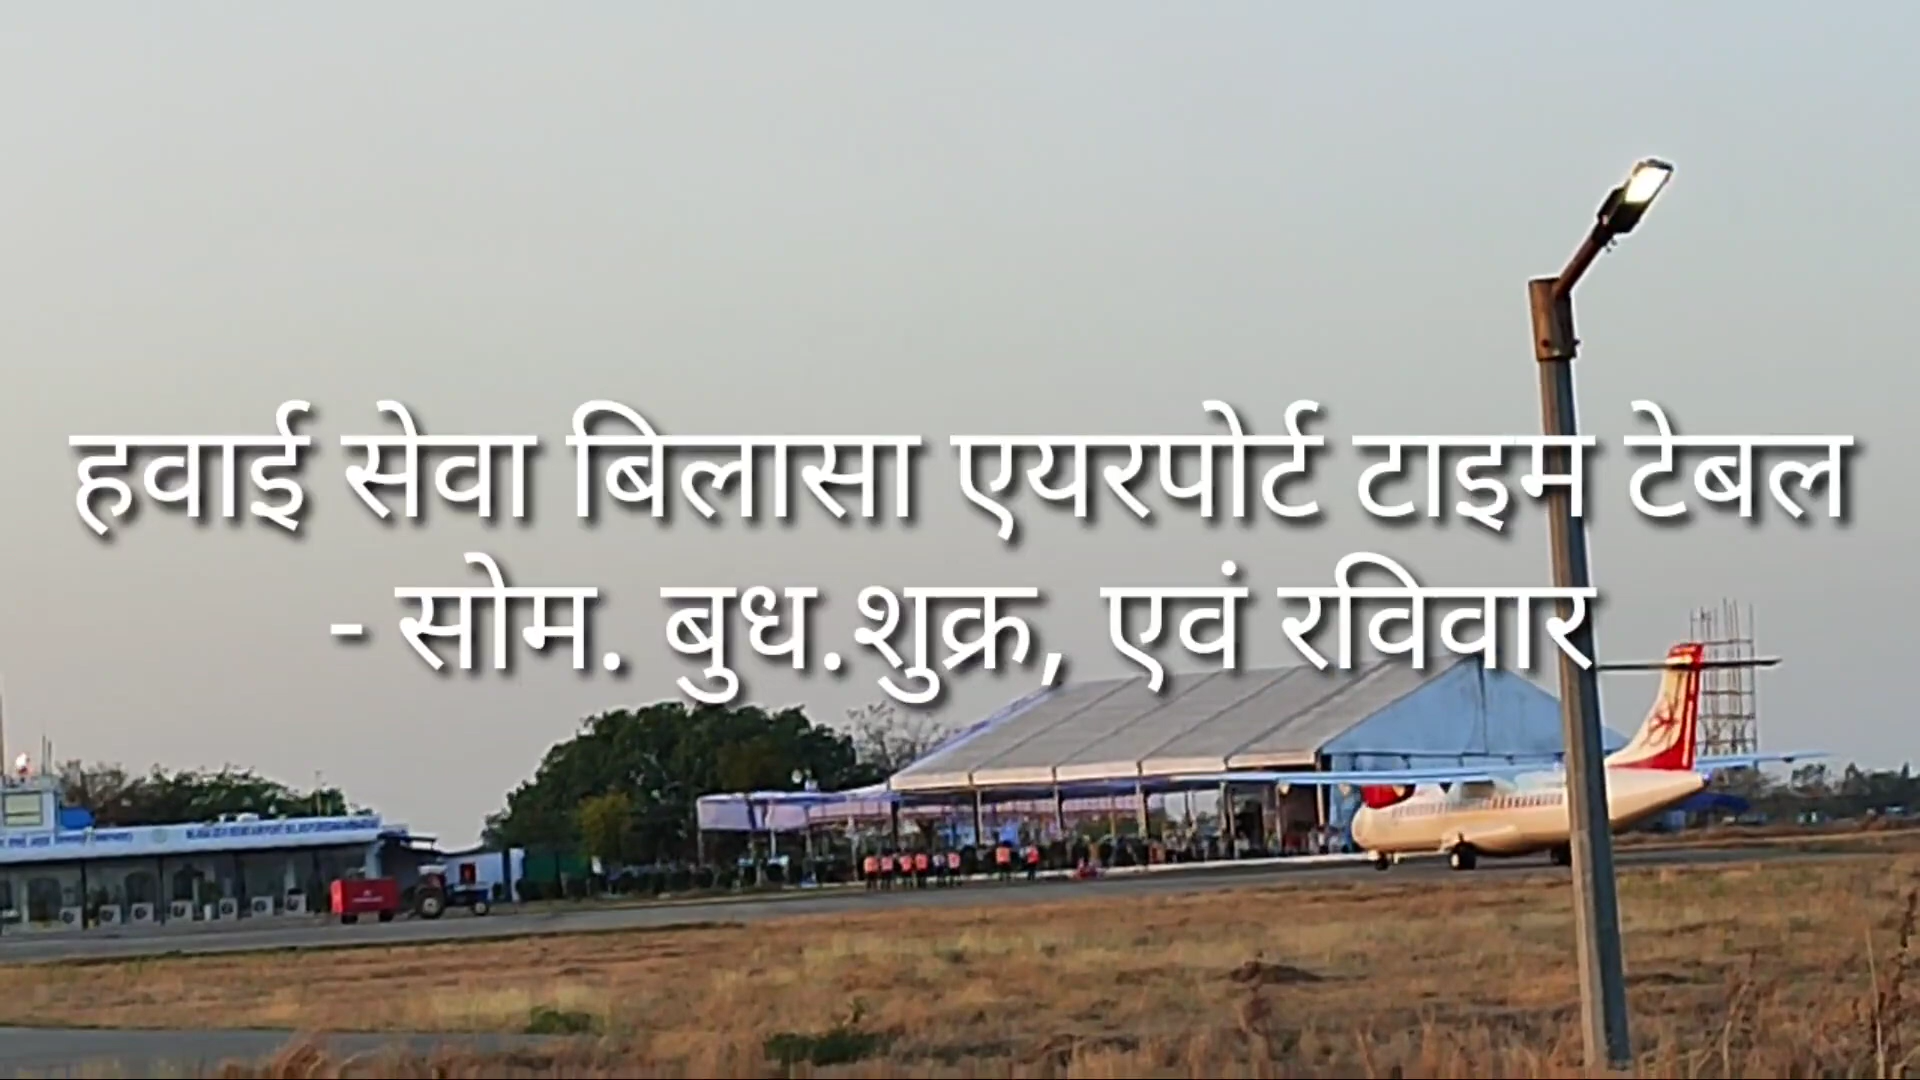 हवाई सेवा बिलासा एयरपोर्ट टाइम टेबल
- सोम. बुध.शुक्र, एवं रविवार